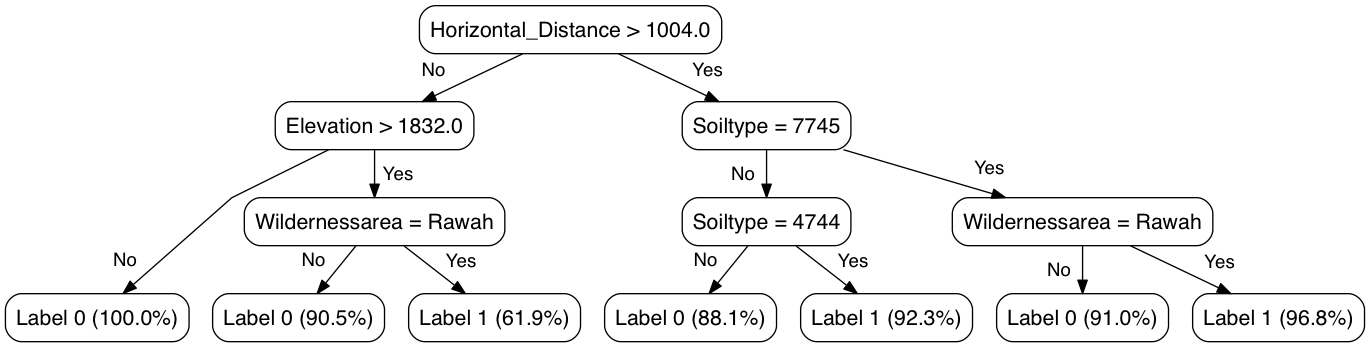 Horizontal_Distance > 1004.0
No
Yes
Elevation > 1832.0
Soiltype = 7745
Yes
No
Yes
Wildernessarea = Rawah
Soiltype = 4744
Wildernessarea = Rawah
No
No
Yes
No
Yes
No
Yes
Label 0 (100.0%)
Label 0 (90.5%)
Label 1 (61.9%)
Label 0 (88.1%)
Label 1 (92.3%)
Label 0 (91.0%)
Label 1 (96.8%)